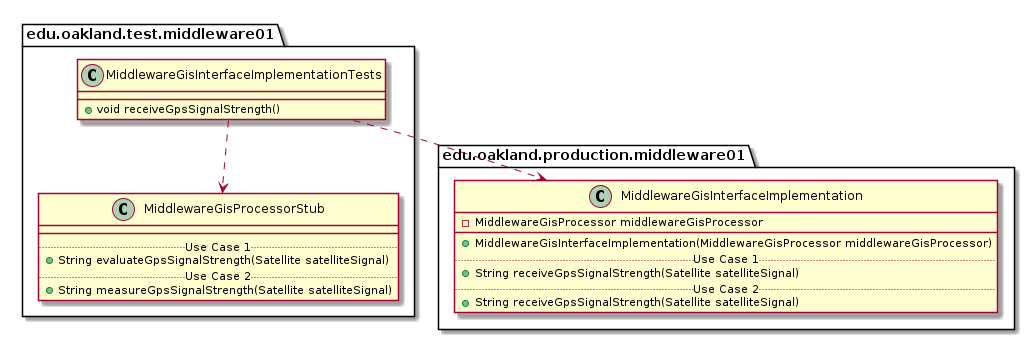 edu.oakland.test.middleware01
C MiddlewareGisInterfaceImplementationTests
void receiveGpsSignalStrength()
C MiddlewareGisProcessorStub
Use Case 1
String evaluateGpsSignalStrength(Satellite satelliteSignal)
Use Case 2
String measureGpsSignalStrength(Satellite satelliteSignal)
edu.oakland.production.middleware01
C MiddlewareGisInterfaceImplementation
MiddlewareGisProcessor middlewareGisProcessor
MiddlewareGisInterfaceImplementation(MiddlewareGisProcessor middlewareGisProcessor)
Use Case 1
String receiveGpsSignalStrength(Satellite satelliteSignal)
Use Case 2
String receiveGpsSignalStrength(Satellite satelliteSignal)